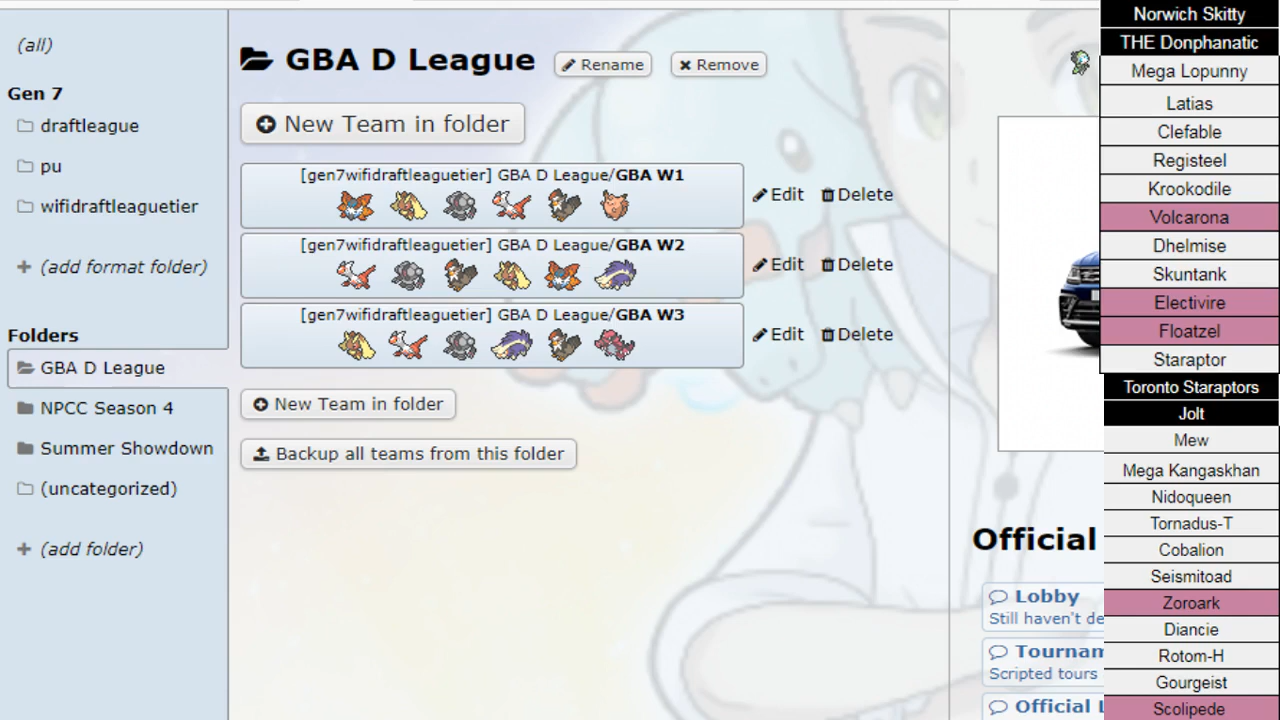 (all)
Gen 7
draftleague
pu
wifidraftleaguetier
(add format folder)
Folders
GBA D League
NPCC Season 4
Summer Showdown
(uncategorized)
(add folder)
GBA D League
Rename
Remove
New Team in folder
[gen7wifidraftleaguetier] GBA D League/GBA W1
Edit
Delete
[gen7wifidraftleaguetier] GBA D League/GBA W2
Edit
Delete
[gen7wifidraftleaguetier] GBA D League/GBA W3
Edit
Delete
New Team in folder
Backup all teams from this folder
Official
Lobby
Still haven't de
Tournam
Scripted tours
Official L
Norwich Skitty
THE Donphanatic
Mega Lopunny
Latias
Clefable
Registeel
Krookodile
Volcarona
Dhelmise
Skuntank
Electivire
Floatzel
Staraptor
Toronto Staraptors
Jolt
Mew
Mega Kangaskhan
Nidoqueen
Tornadus-T
Cobalion
Seismitoad
Zoroark
Diancie
Rotom-H
Gourgeist
Scolipede